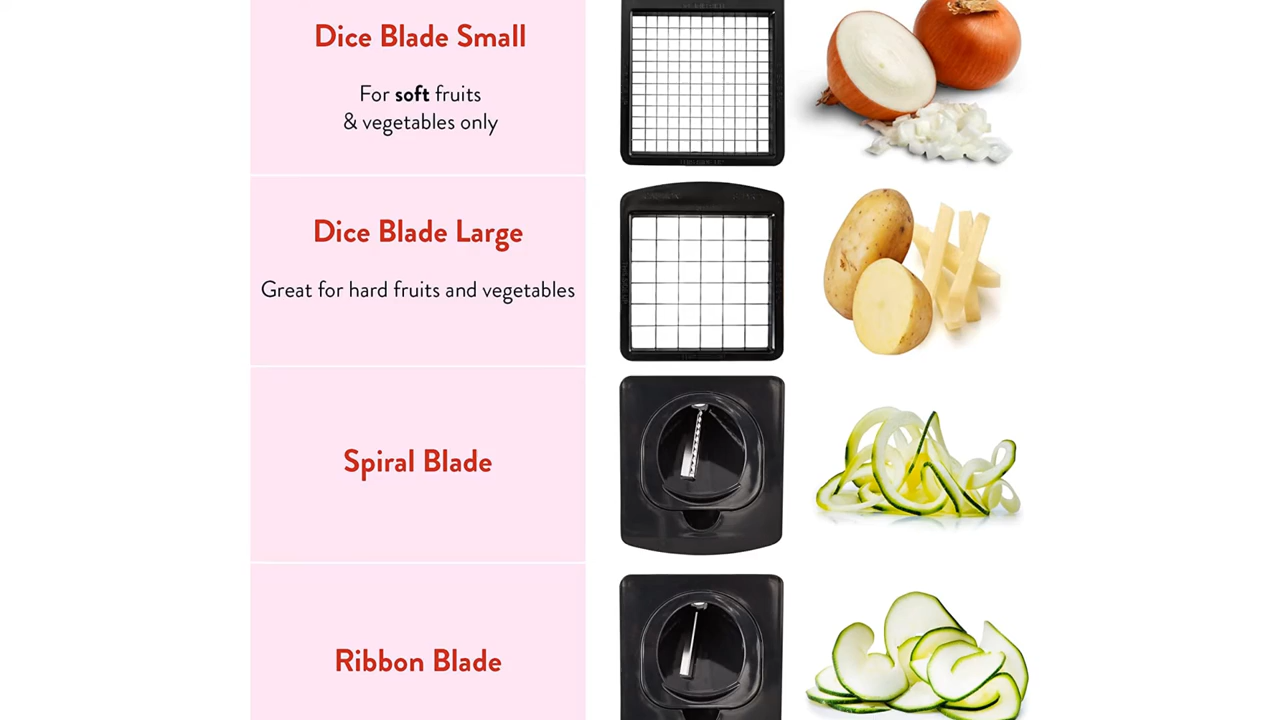 Dice Blade Small
For soft fruits
& vegetables only
Dice Blade Large
Great for hard fruits and vegetables
Spiral Blade
Ribbon Blade